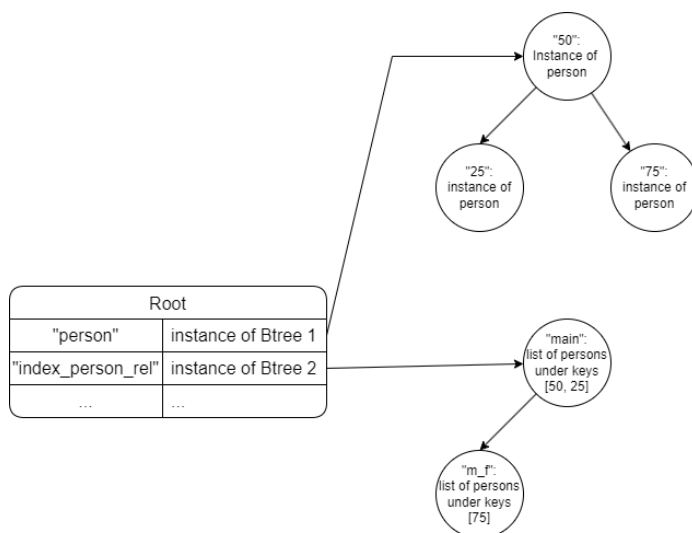 "50":
Instance of
person
"25":
instance of
person
"75":
instance of
person
Root
"person" instance of Btree 1
"index_person_rel" instance of Btree 2
... ...
"main":
list of persons
under keys
[50, 25]
"m_f":
list of persons
under keys
[75]